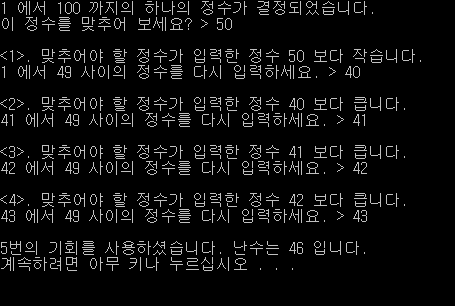 1 에서 100 까지의 하나의 정수가 결정되었습니다.
이 정수를 맞추어 보세요? > 50
<1>. 맞추어야 할 정수가 입력한 정수 50 보다 작습니다.
1 에서 49 사이의 정수를 다시 입력하세요. > 40
<2>. 맞추어야 할 정수가 입력한 정수 40 보다 큽니다.
41 에서 49 사이의 정수를 다시 입력하세요. > 41
<3>. 맞추어야 할 정수가 입력한 정수 41 보다 큽니다.
42 에서 49 사이의 정수를 다시 입력하세요. > 42
<4>. 맞추어야 할 정수가 입력한 정수 42 보다 큽니다.
43 에서 49 사이의 정수를 다시 입력하세요. > 43
5번의 기회를 사용하셨습니다. 난수는 46 입니다.
계속하려면 아무 키나 누르십시오 . . .